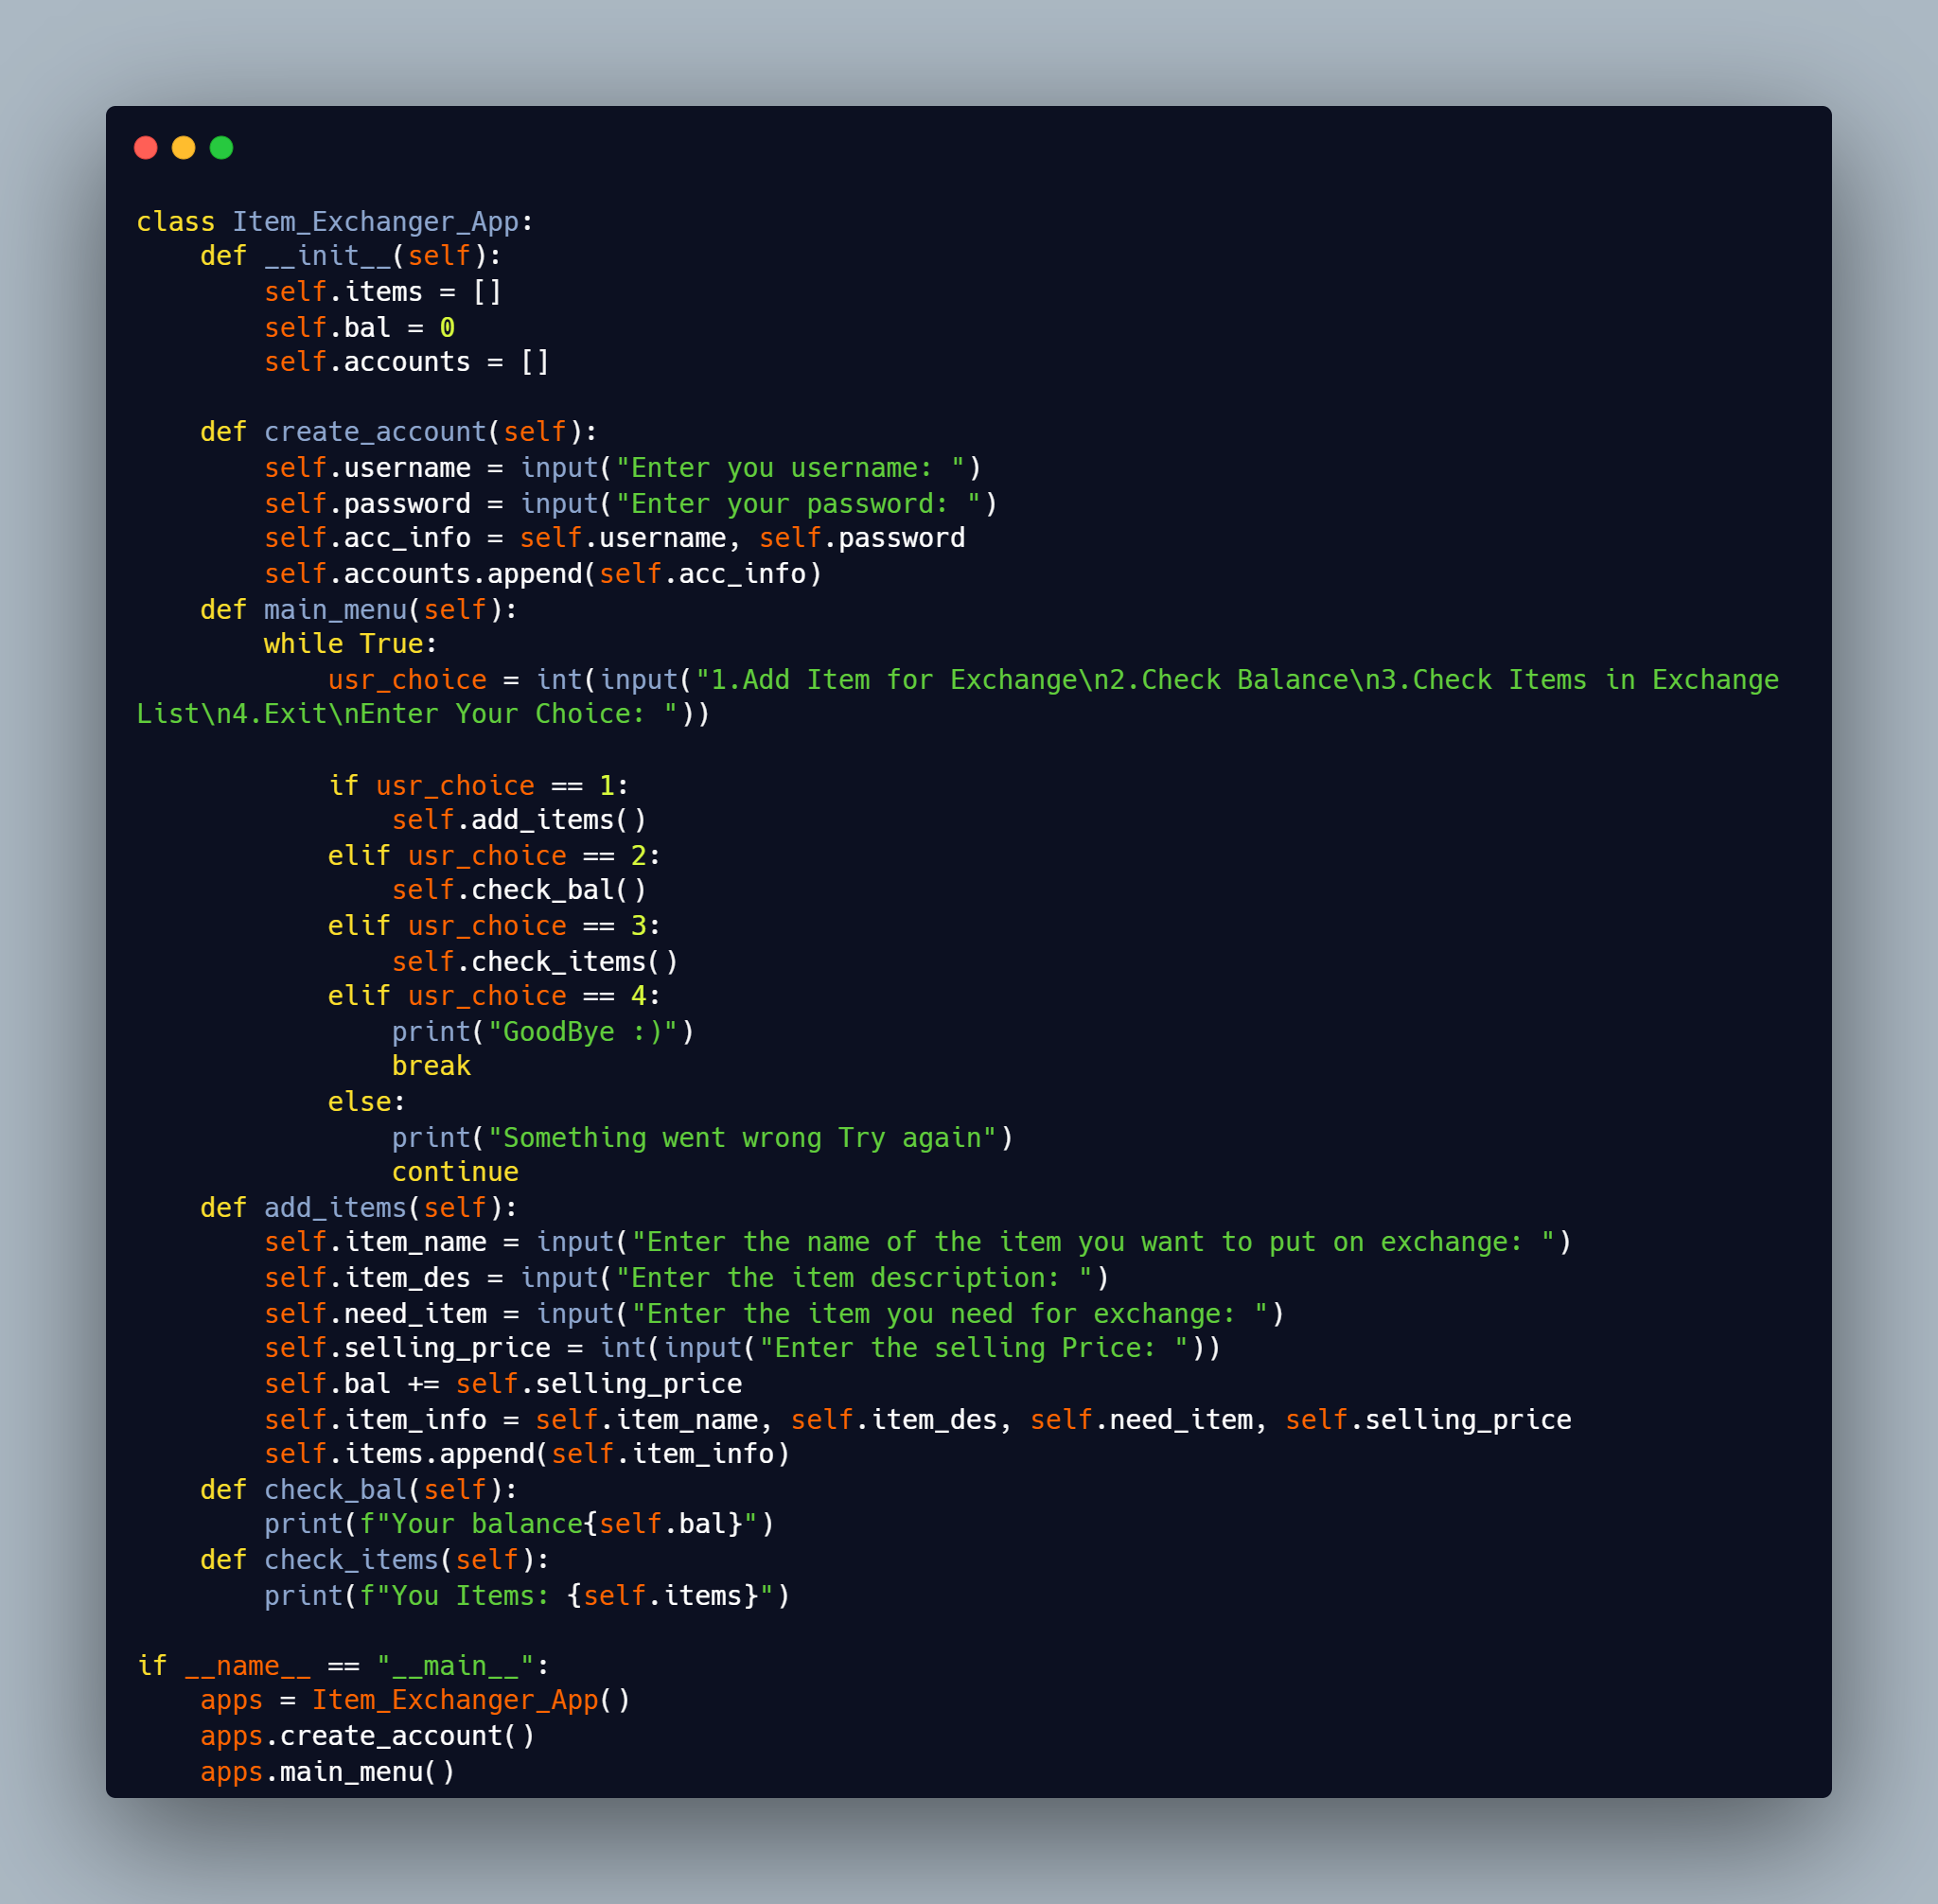 class Item_Exchanger_App:
    def __init__(self):
        self.items = []
        self.bal = 0
        self.accounts = []

    def create_account(self):
        self.username = input("Enter you username: ")
        self.password = input("Enter your password: ")
        self.acc_info = self.username, self.password
        self.accounts.append(self.acc_info)
    def main_menu(self):
        while True:
            usr_choice = int(input("1.Add Item for Exchange\n2.Check Balance\n3.Check Items in Exchange
List\n4.Exit\nEnter Your Choice: "))

            if usr_choice == 1:
                self.add_items()
            elif usr_choice == 2:
                self.check_bal()
            elif usr_choice == 3:
                self.check_items()
            elif usr_choice == 4:
                print("GoodBye :)")
                break
            else:
                print("Something went wrong Try again")
                continue
    def add_items(self):
        self.item_name = input("Enter the name of the item you want to put on exchange: ")
        self.item_des = input("Enter the item description: ")
        self.need_item = input("Enter the item you need for exchange: ")
        self.selling_price = int(input("Enter the selling Price: "))
        self.bal += self.selling_price
        self.item_info = self.item_name, self.item_des, self.need_item, self.selling_price
        self.items.append(self.item_info)
    def check_bal(self):
        print(f"Your balance{self.bal}")
    def check_items(self):
        print(f"You Items: {self.items}")

if __name__ == "__main__":
    apps = Item_Exchanger_App()
    apps.create_account()
    apps.main_menu()